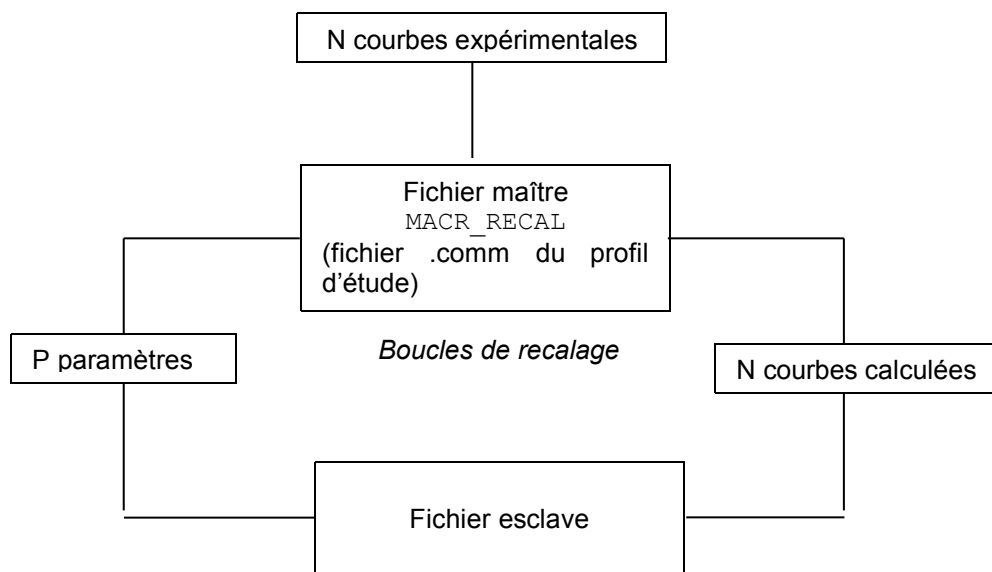 N courbes expérimentales
Fichier maître
MACR_RECAL
(fichier .comm du profil
d'étude)
P paramètres
Boucles de recalage
N courbes calculées
Fichier esclave